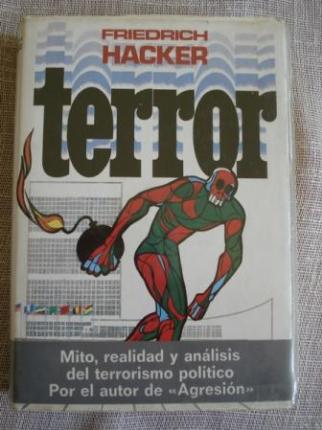 FRIEDRICH
HACKER
terror
Mito, realidad y análisis
del terrorismo político
Por el autor de «Agresión»